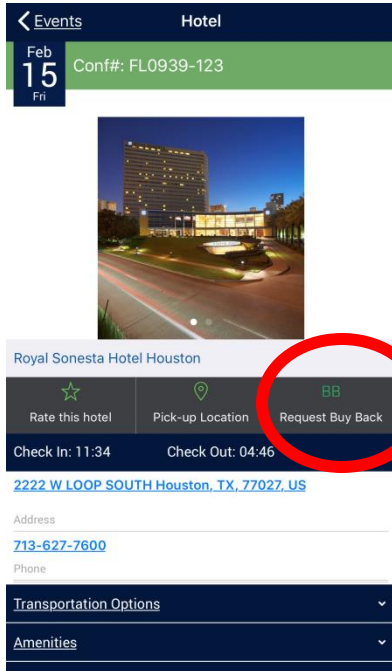 Events
Hotel
Feb
15
Fri
Conf#: FL0939-123
Royal Sonesta Hotel Houston
BB
Rate this hotel
Pick-up Location
Request Buy Back
Check In: 11:34
Check Out: 04:46
2222 W LOOP SOUTH Houston, TX, 77027, US
Address
713-627-7600
Phone
Transportation Options
Amenities